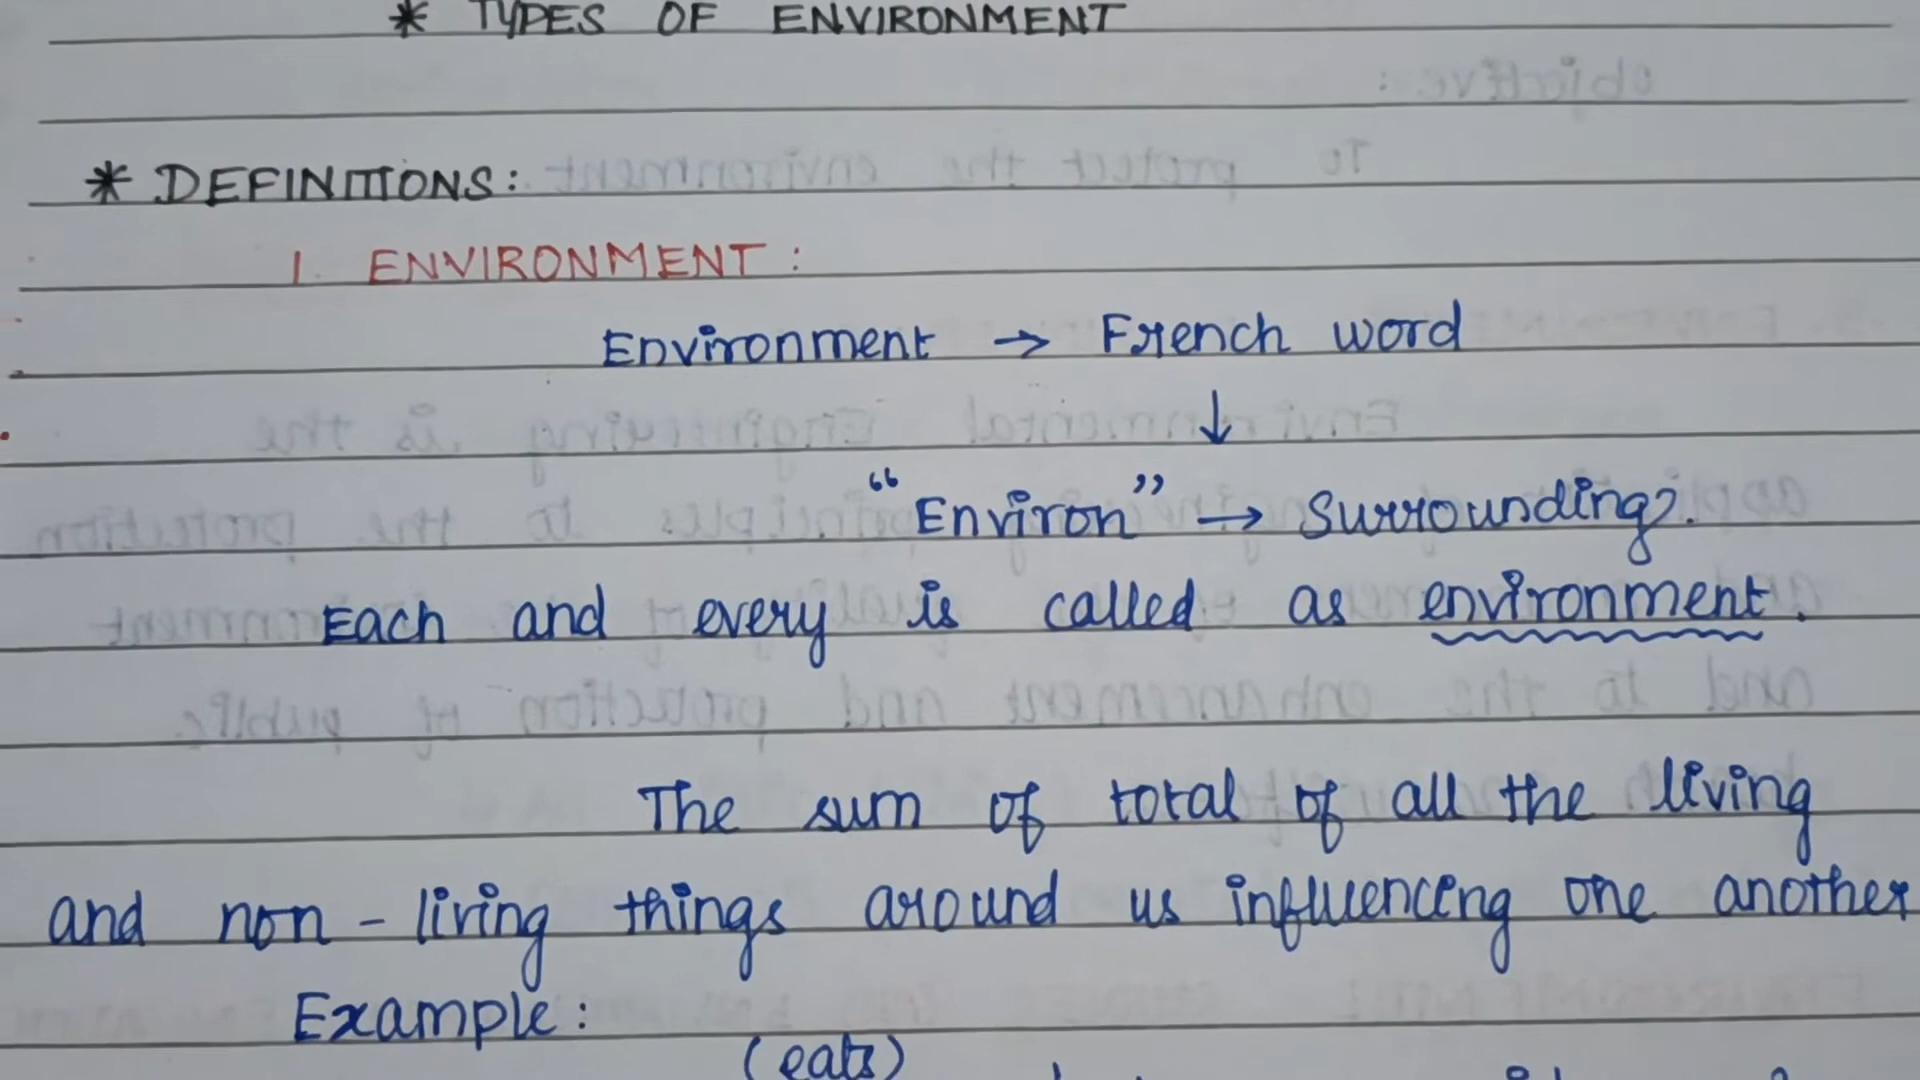 * TYPES OF ENVIRONMENT
* DEFINITIONS:
1. ENVIRONMENT:
Environment → French word
↓
"Environ" → Surroundings.
Each and every is called as environment.
The sum of total of all the living
and non-living things around us influencing one another
Example:
(eats)